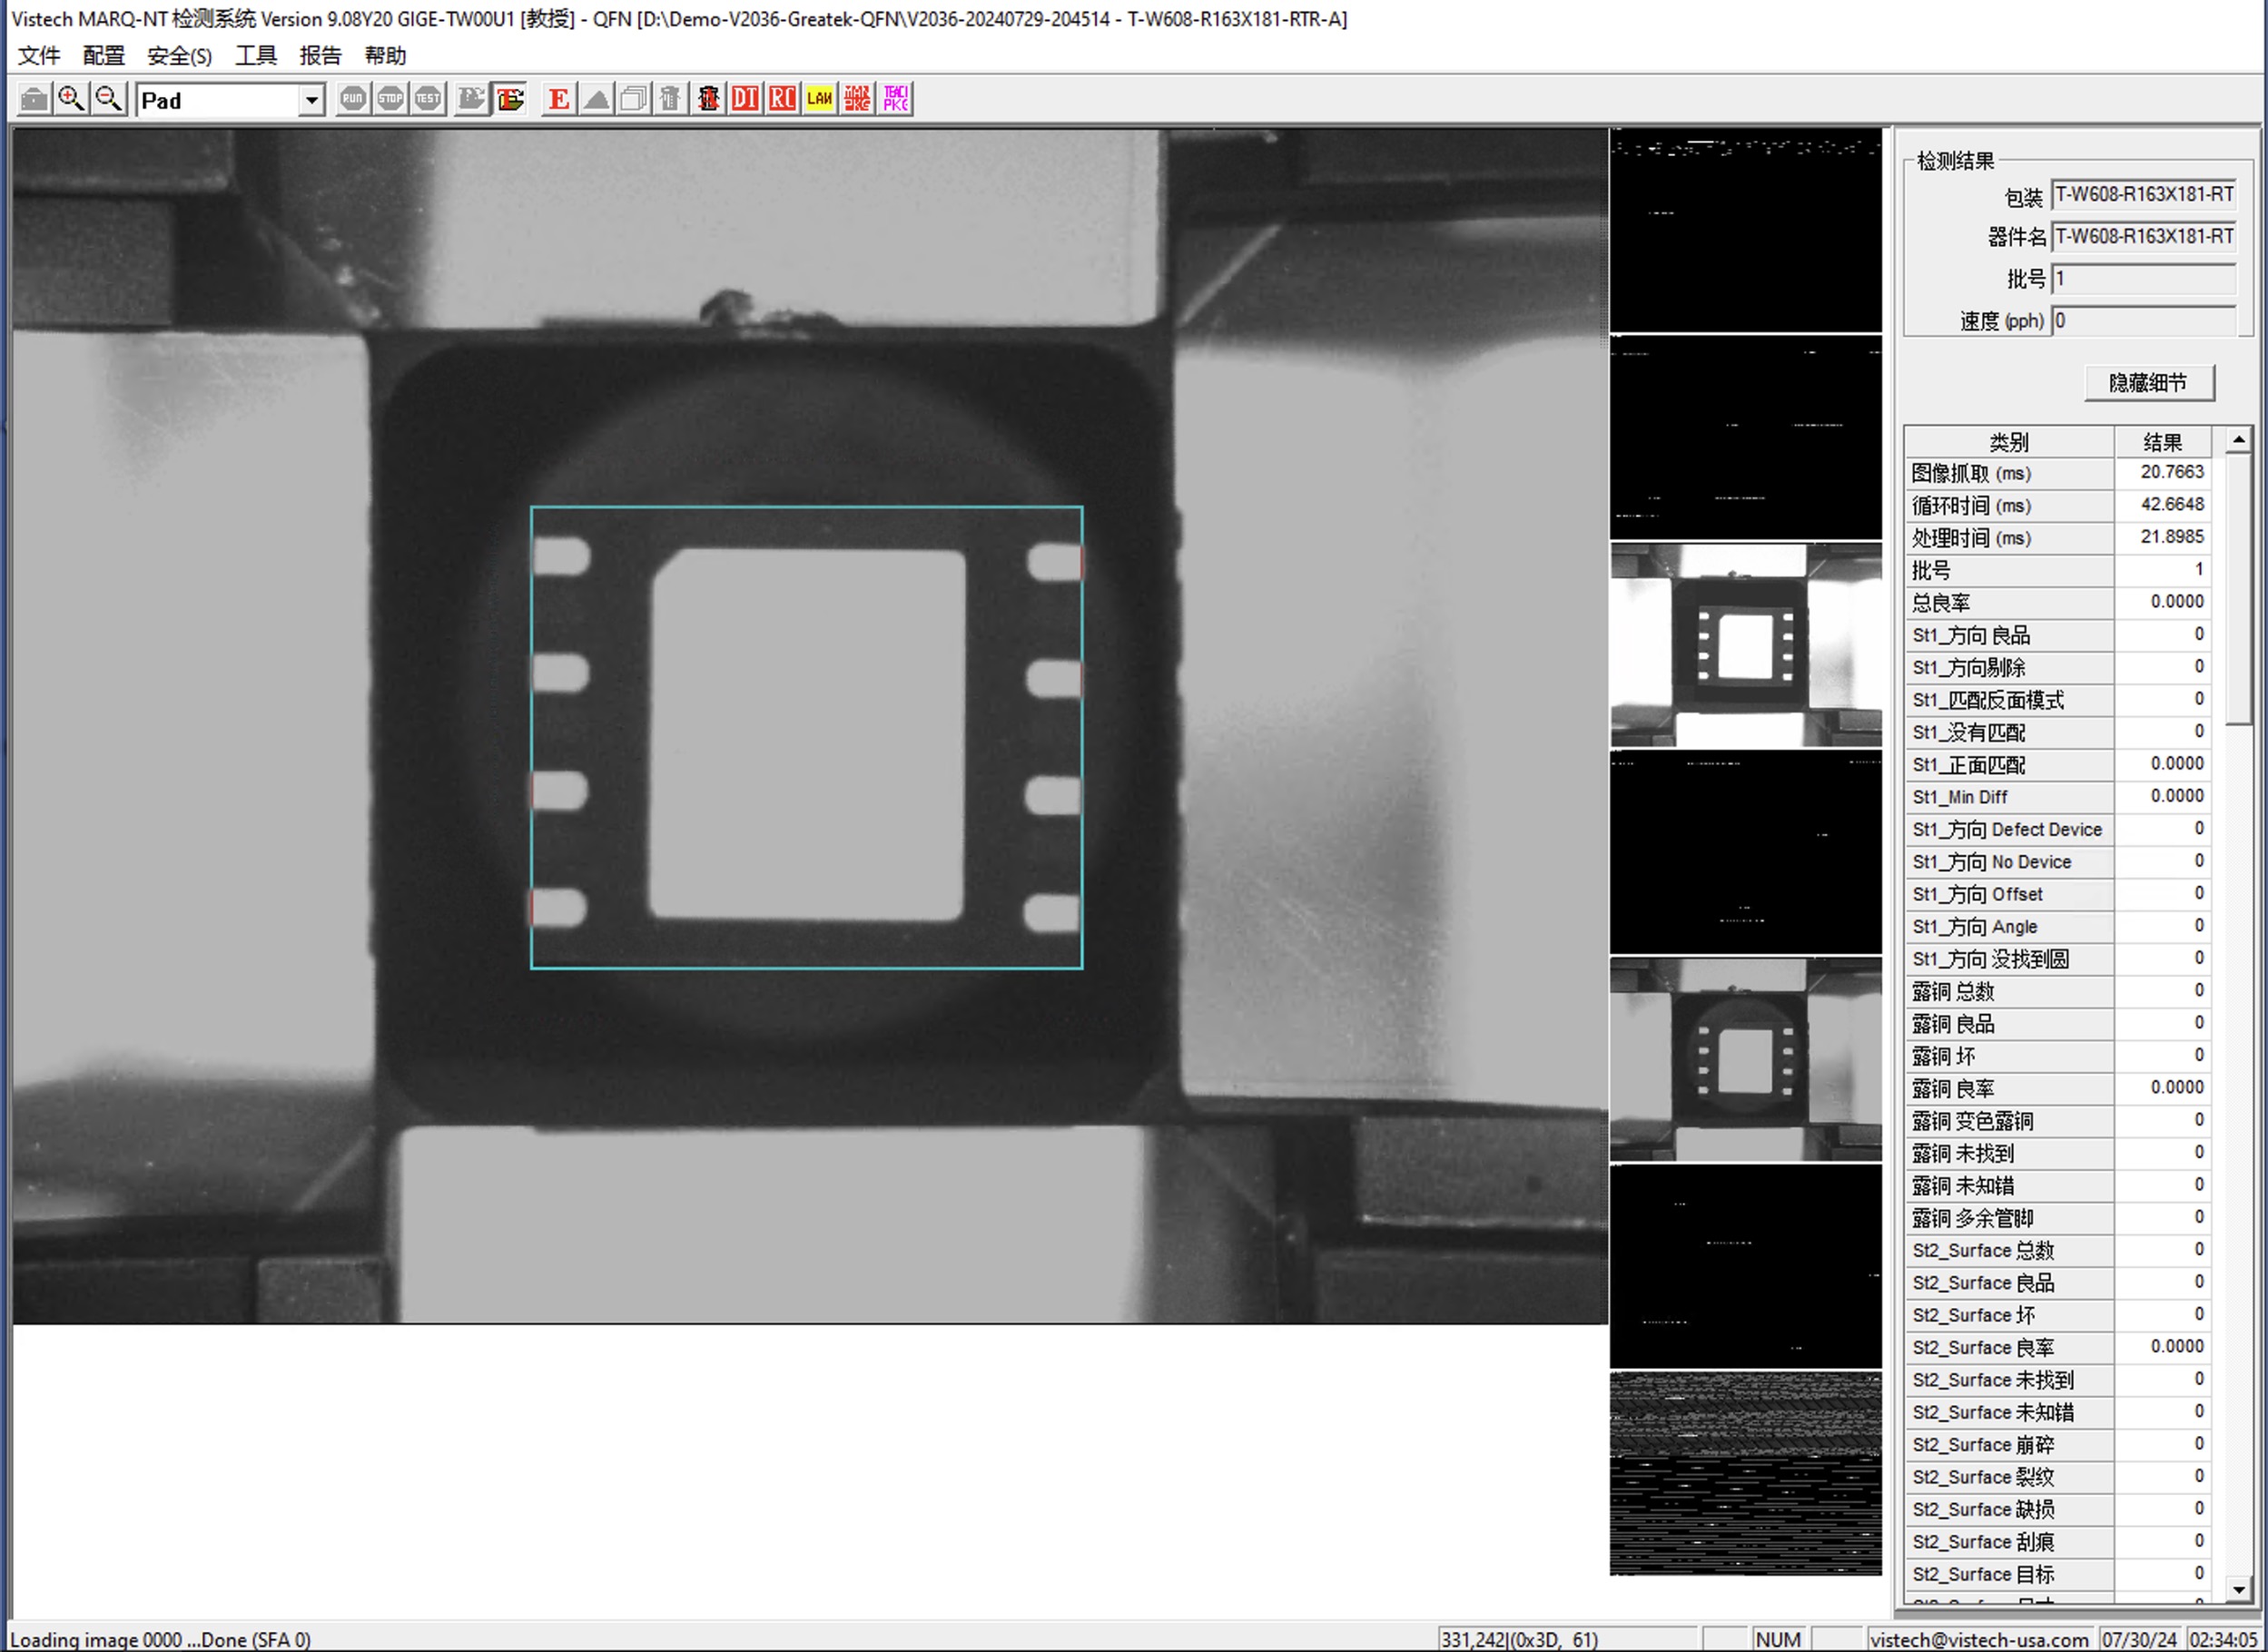 Vistech MARQ-NT 检测系统 Version 9.08Y20 GIGE-TW00U1 [教授] - QFN [D:\Demo-V2036-Greatek-QFN\V2036-20240729-204514 - T-W608-R163X181-RTR-A]
文件 配置 安全(S) 工具 报告 帮助
Pad RUN STOP TEST E DT RC LAN TEACH PKG
检测结果
包装 T-W608-R163X181-RT
器件名 T-W608-R163X181-RT
批号 1
速度 (pph) 0
隐藏细节
类别 结果
图像抓取 (ms) 20.7663
循环时间 (ms) 42.6648
处理时间 (ms) 21.8985
批号 1
总良率 0.0000
St1_方向 良品 0
St1_方向剔除 0
St1_匹配反面模式 0
St1_没有匹配 0
St1_正面匹配 0.0000
St1_Min Diff 0.0000
St1_方向 Defect Device 0
St1_方向 No Device 0
St1_方向 Offset 0
St1_方向 Angle 0
St1_方向 没找到圆 0
露铜 总数 0
露铜 良品 0
露铜 坏 0
露铜 良率 0.0000
露铜 变色露铜 0
露铜 未找到 0
露铜 未知错 0
露铜 多余管脚 0
St2_Surface 总数 0
St2_Surface 良品 0
St2_Surface 坏 0
St2_Surface 良率 0.0000
St2_Surface 未找到 0
St2_Surface 未知错 0
St2_Surface 崩碎 0
St2_Surface 裂纹 0
St2_Surface 缺损 0
St2_Surface 刮痕 0
St2_Surface 目标 0
Loading image 0000 ...Done (SFA 0) 331,242|(0x3D, 61) NUM vistech@vistech-usa.com 07/30/24 02:34:05